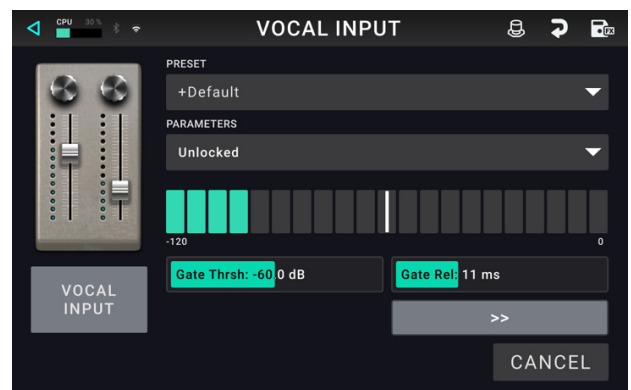 CPU 30%
VOCAL INPUT
FX
PRESET
+Default
PARAMETERS
Unlocked
-120
0
Gate Thrsh: -60.0 dB
Gate Rel: 11 ms
VOCAL
INPUT
>>
CANCEL